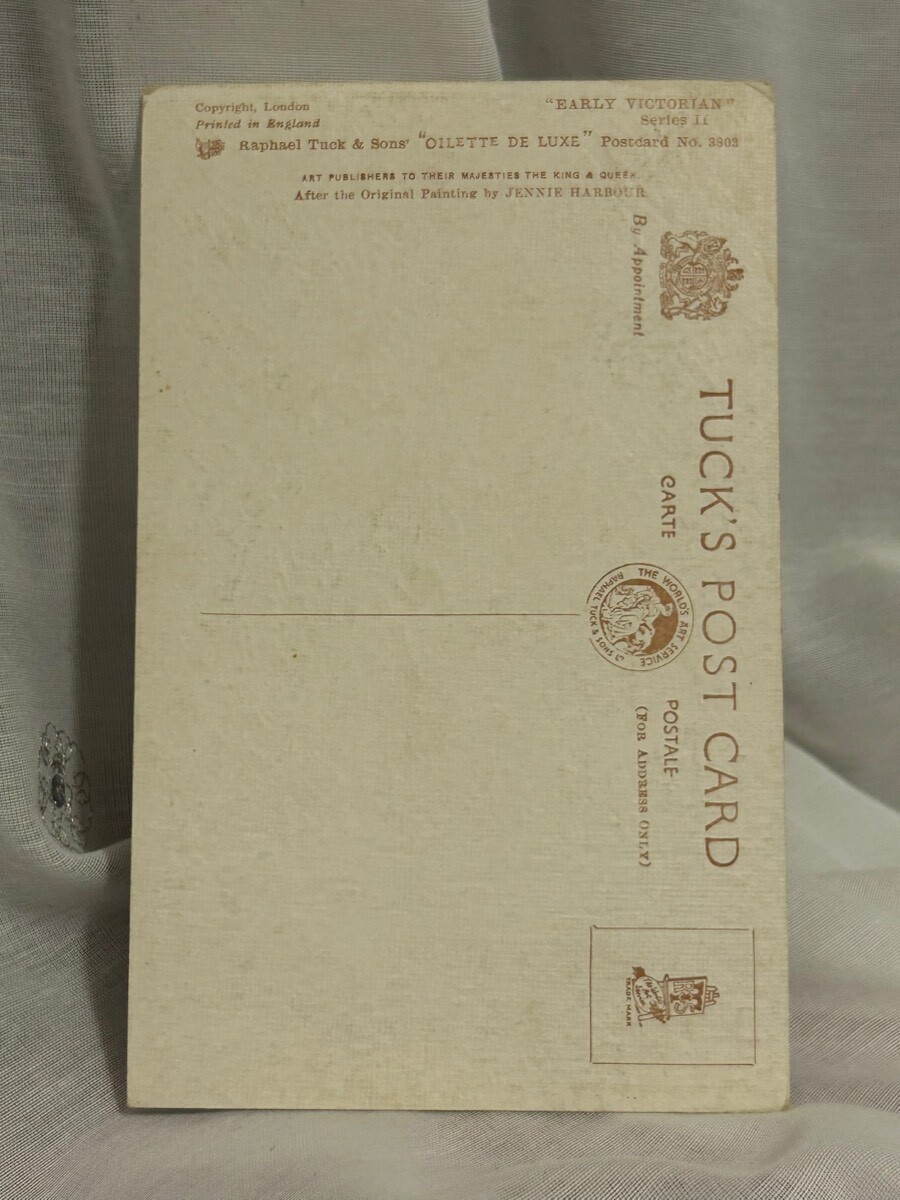 Copyright, London
Printed in England
"EARLY VICTORIAN"
Series II
Raphael Tuck & Sons' "OILETTE DE LUXE" Postcard No. 3803
ART PUBLISHERS TO THEIR MAJESTIES THE KING & QUEEN
After the Original Painting by JENNIE HARBOUR
By Appointment
TUCK'S POST CARD
CARTE POSTALE
(FOR ADDRESS ONLY)
THE WORLD'S ART SERVICE
RAPHAEL TUCK & SONS
TRADE MARK